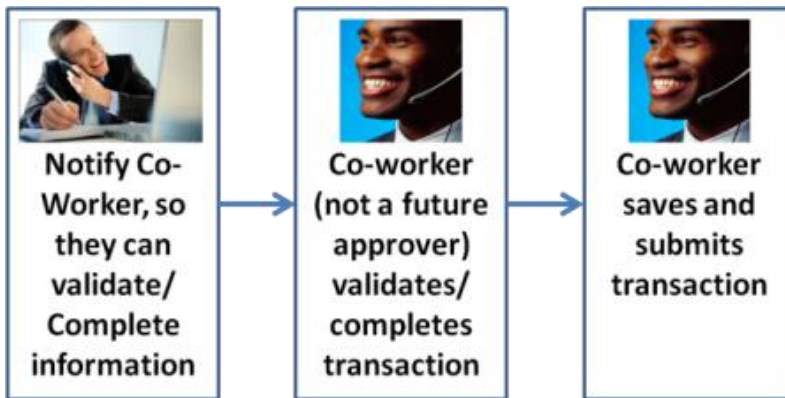 Notify Co-
Worker, so
they can
validate/
Complete
information
Co-worker
(not a future
approver)
validates/
completes
transaction
Co-worker
saves and
submits
transaction